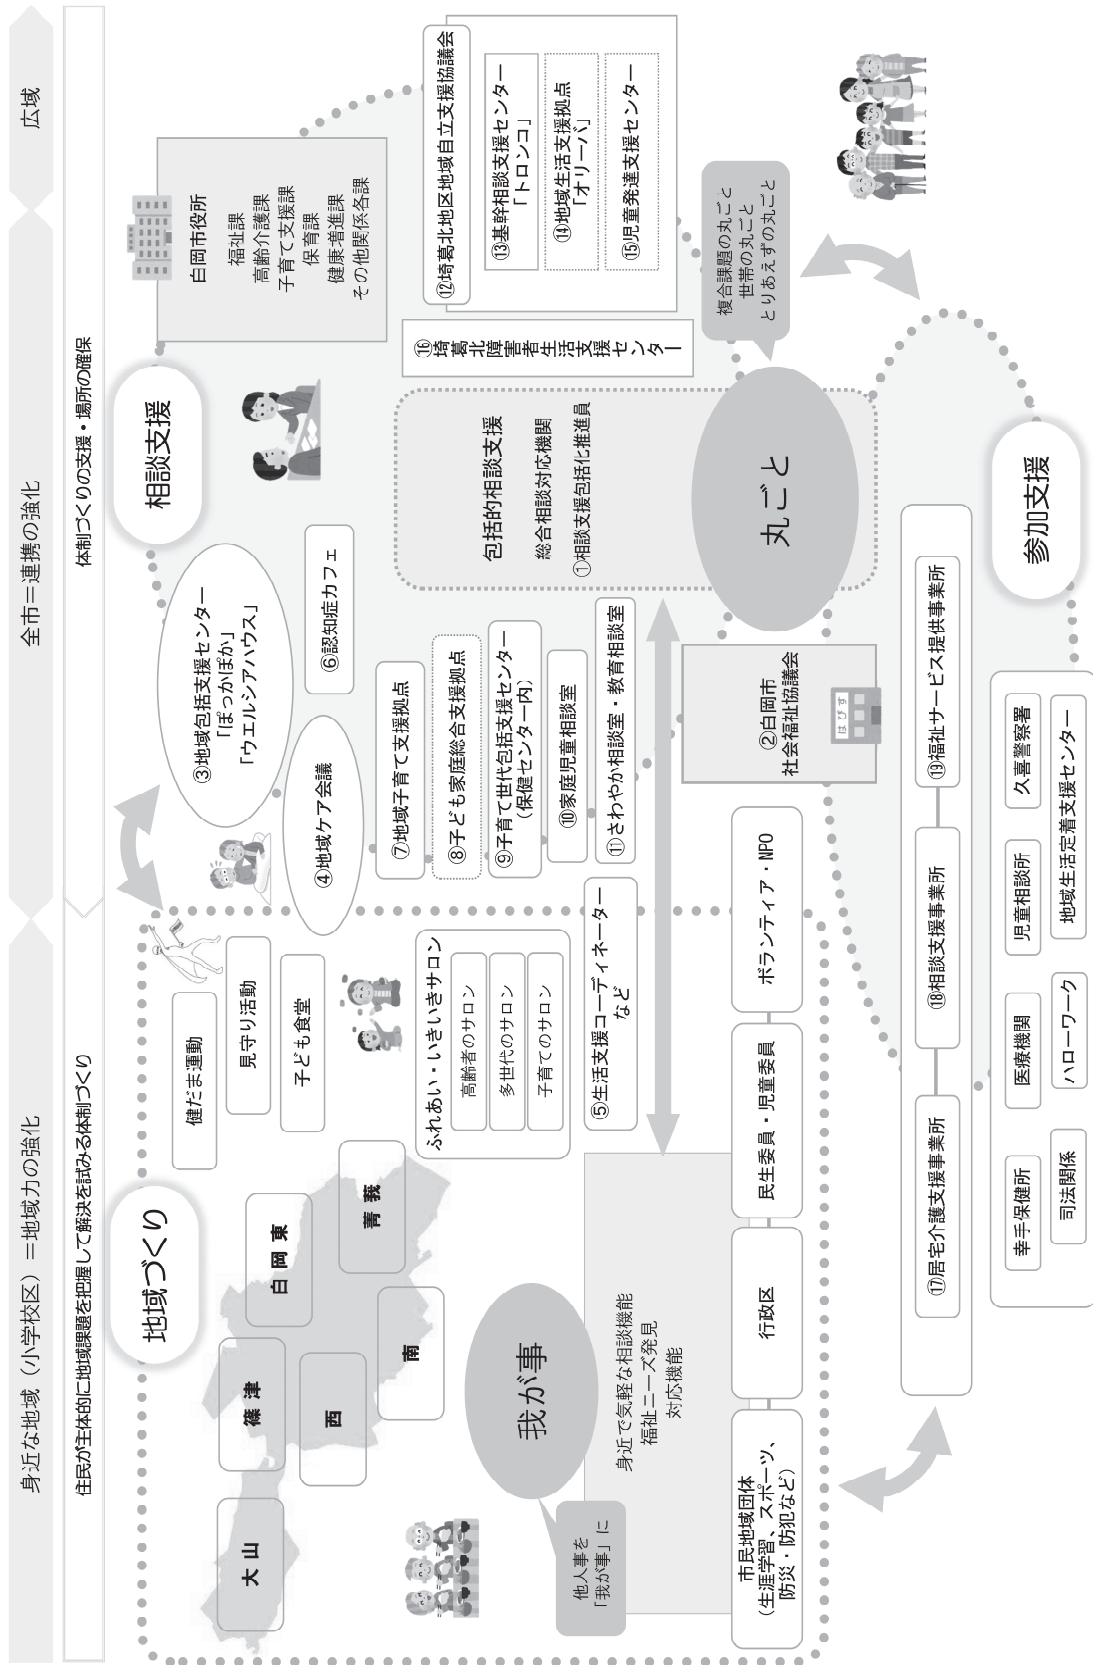 身近な地域（小学校区）＝地域力の強化
全市＝連携の強化
広域
住民が主体的に地域課題を把握して解決を試みる体制づくり
体制づくりの支援・場所の確保
地域づくり
大山
篠津
白岡東
西
南
菁莪
健だま運動
見守り活動
子ども食堂
ふれあい・いきいきサロン
高齢者のサロン
多世代のサロン
子育てのサロン
⑤生活支援コーディネーター
など
我が事
他人事を
「我が事」に
身近で気軽な相談機能
福祉ニーズ発見
対応機能
市民地域団体
（生涯学習、スポーツ、
防災・防犯など）
行政区
民生委員・児童委員
ボランティア・NPO
相談支援
③地域包括支援センター
「ぽっかぽか」
「ウエルシアハウス」
④地域ケア会議
⑥認知症カフェ
⑦地域子育て支援拠点
⑧子ども家庭総合支援拠点
⑨子育て世代包括支援センター
（保健センター内）
⑩家庭児童相談室
⑪さわやか相談室・教育相談室
白岡市役所
福祉課
高齢介護課
子育て支援課
保育課
健康増進課
その他関係各課
⑫埼葛北地区地域自立支援協議会
⑬基幹相談支援センター
「トロンコ」
⑭地域生活支援拠点
「オリーバ」
⑮児童発達支援センター
⑯埼葛北障害者生活支援センター
包括的相談支援
総合相談対応機関
①相談支援包括化推進員
丸ごと
複合課題の丸ごと
世帯の丸ごと
とりあえずの丸ごと
②白岡市
社会福祉協議会
はぴすしらおか
参加支援
⑰居宅介護支援事業所
⑱相談支援事業所
⑲福祉サービス提供事業所
幸手保健所
医療機関
児童相談所
久喜警察署
司法関係
ハローワーク
地域生活定着支援センター